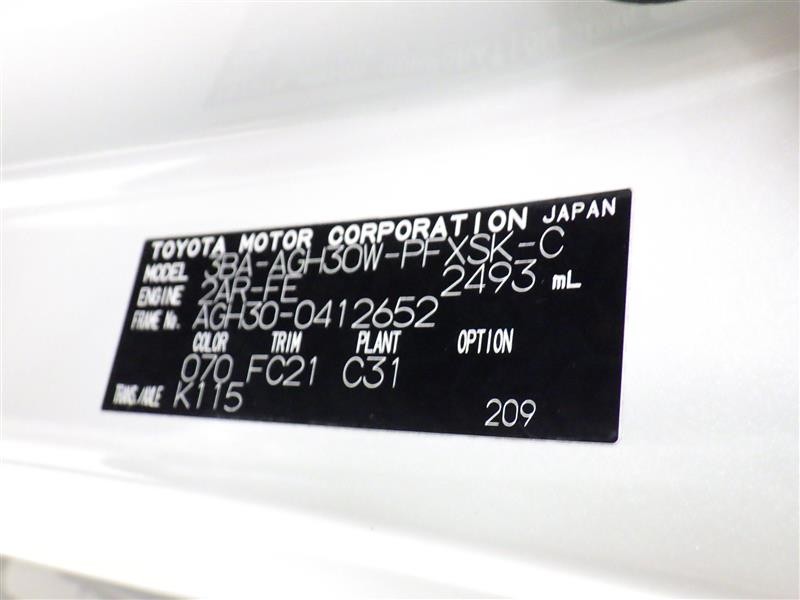 TOYOTA MOTOR CORPORATION JAPAN
MODEL 3BA-AGH30W-PFXSK-C
ENGINE 2AR-FE 2493 mL
FRAME No. AGH30-0412652
COLOR TRIM PLANT OPTION
070 FC21 C31
TRANS/AXLE K115 209